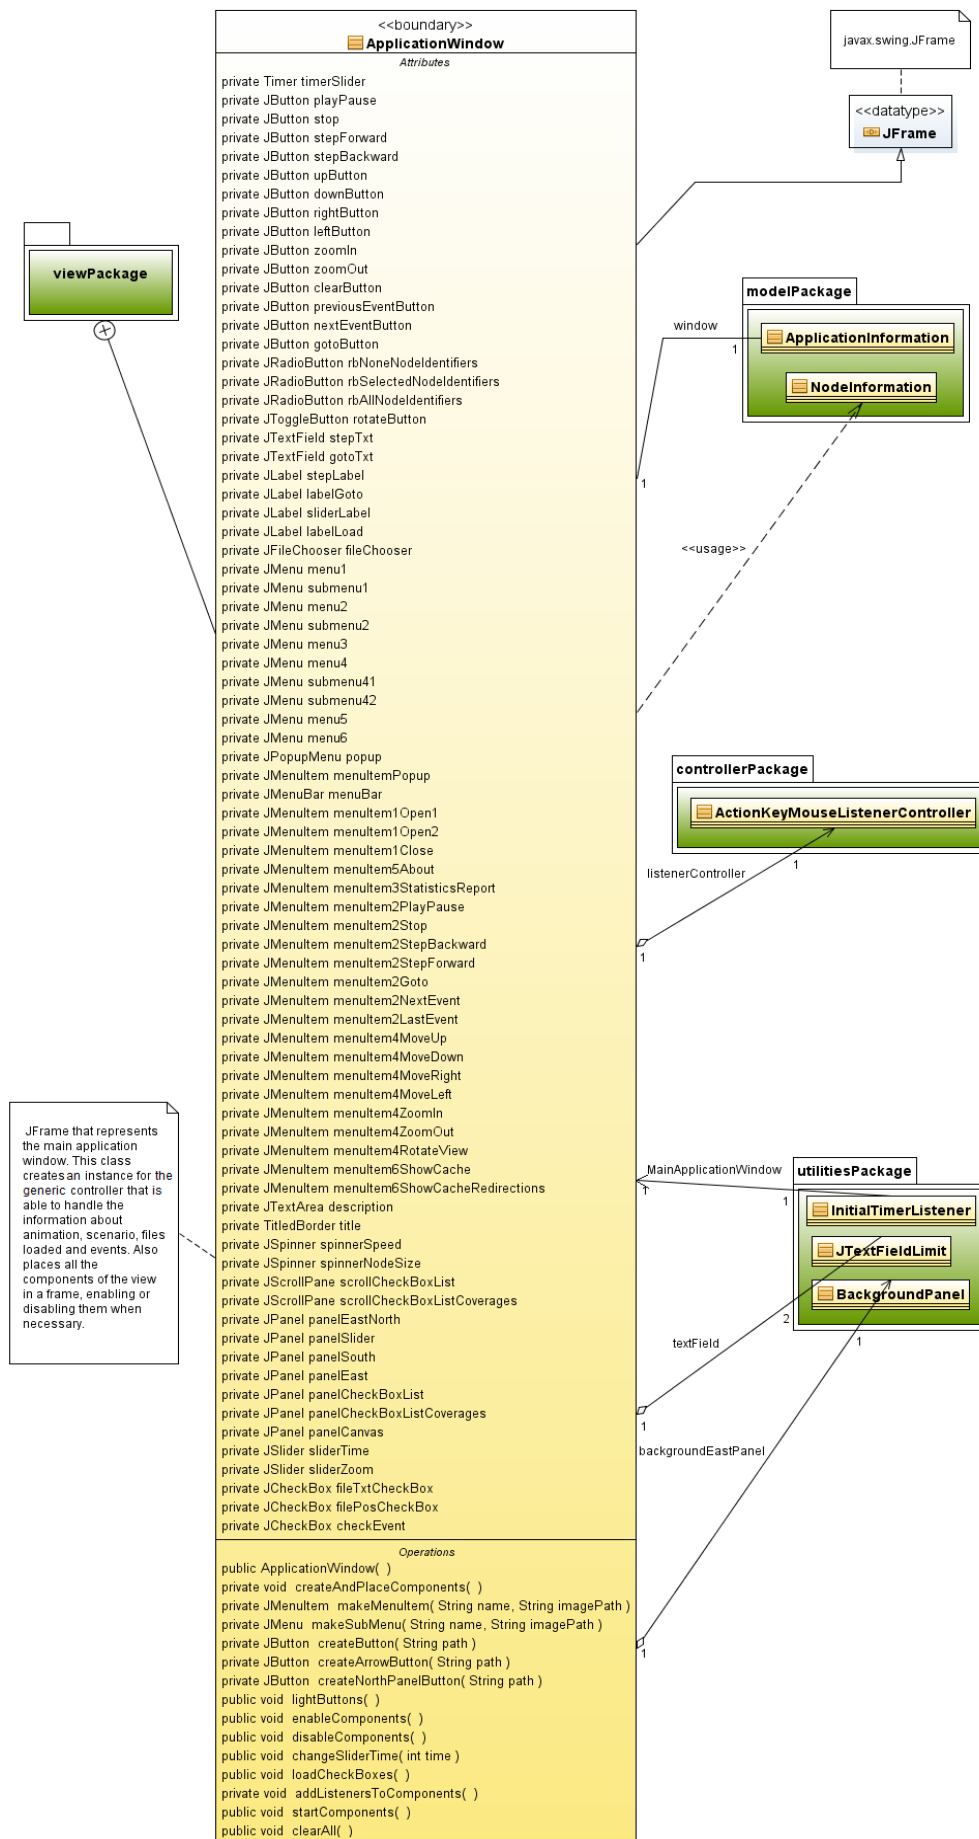 <<boundary>>
ApplicationWindow
Attributes
private Timer timerSlider
private JButton playPause
private JButton stop
private JButton stepForward
private JButton stepBackward
private JButton upButton
private JButton downButton
private JButton rightButton
private JButton leftButton
private JButton zoomIn
private JButton zoomOut
private JButton clearButton
private JButton previousEventButton
private JButton nextEventButton
private JButton gotoButton
private JRadioButton rbNoneNodeIdentifiers
private JRadioButton rbSelectedNodeIdentifiers
private JRadioButton rbAllNodeIdentifiers
private JToggleButton rotateButton
private JTextField stepTxt
private JTextField gotoTxt
private JLabel stepLabel
private JLabel labelGoto
private JLabel sliderLabel
private JLabel labelLoad
private JFileChooser fileChooser
private JMenu menu1
private JMenu submenu1
private JMenu menu2
private JMenu submenu2
private JMenu menu3
private JMenu menu4
private JMenu submenu41
private JMenu submenu42
private JMenu menu5
private JMenu menu6
private JPopupMenu popup
private JMenuItem menuItemPopup
private JMenuBar menuBar
private JMenuItem menuItem1Open1
private JMenuItem menuItem1Open2
private JMenuItem menuItem1Close
private JMenuItem menuItem5About
private JMenuItem menuItem3StatisticsReport
private JMenuItem menuItem2PlayPause
private JMenuItem menuItem2Stop
private JMenuItem menuItem2StepBackward
private JMenuItem menuItem2StepForward
private JMenuItem menuItem2Goto
private JMenuItem menuItem2NextEvent
private JMenuItem menuItem2LastEvent
private JMenuItem menuItem4MoveUp
private JMenuItem menuItem4MoveDown
private JMenuItem menuItem4MoveRight
private JMenuItem menuItem4MoveLeft
private JMenuItem menuItem4ZoomIn
private JMenuItem menuItem4ZoomOut
private JMenuItem menuItem4RotateView
private JMenuItem menuItem6ShowCache
private JMenuItem menuItem6ShowCacheRedirections
private JTextArea description
private TitledBorder title
private JSpinner spinnerSpeed
private JSpinner spinnerNodeSize
private JScrollPane scrollCheckBoxList
private JScrollPane scrollCheckBoxListCoverages
private JPanel panelEastNorth
private JPanel panelSlider
private JPanel panelSouth
private JPanel panelEast
private JPanel panelCheckBoxList
private JPanel panelCheckBoxListCoverages
private JPanel panelCanvas
private JSlider sliderTime
private JSlider sliderZoom
private JCheckBox fileTxtCheckBox
private JCheckBox filePosCheckBox
private JCheckBox checkEvent
Operations
public ApplicationWindow( )
private void createAndPlaceComponents( )
private JMenuItem makeMenuItem( String name, String imagePath )
private JMenu makeSubMenu( String name, String imagePath )
private JButton createButton( String path )
private JButton createArrowButton( String path )
private JButton createNorthPanelButton( String path )
public void lightButtons( )
public void enableComponents( )
public void disableComponents( )
public void changeSliderTime( int time )
public void loadCheckBoxes( )
private void addListenersToComponents( )
public void startComponents( )
public void clearAll( )
viewPackage
JFrame that represents
the main application
window. This class
creates an instance for the
generic controller that is
able to handle the
information about
animation, scenario, files
loaded and events. Also
places all the
components of the view
in a frame, enabling or
disabling them when
necessary.
javax.swing.JFrame
<<datatype>>
JFrame
modelPackage
window
1
ApplicationInformation
NodeInformation
1
<<usage>>
controllerPackage
ActionKeyMouseListenerController
1
listenerController
1
MainApplicationWindow
1
1
utilitiesPackage
InitialTimerListener
JTextFieldLimit
BackgroundPanel
2
1
textField
1
backgroundEastPanel
1